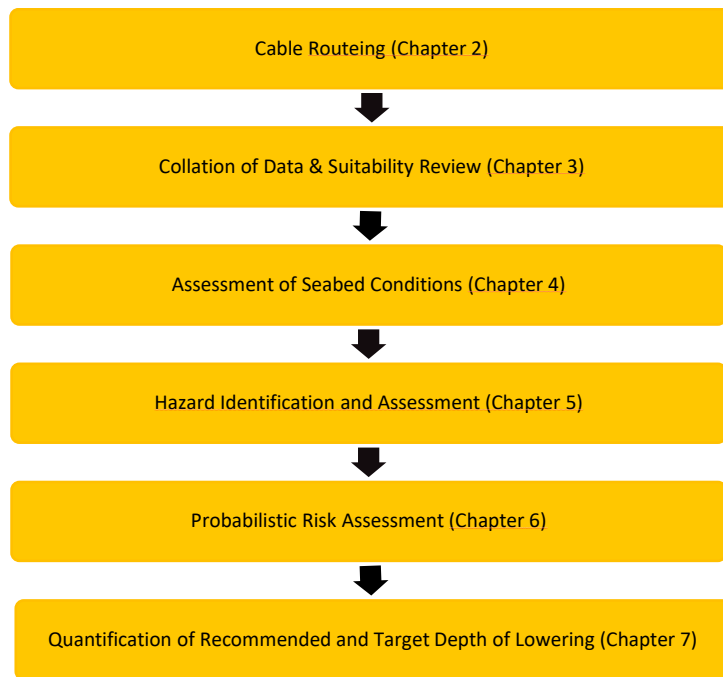 Cable Routeing (Chapter 2)
Collation of Data & Suitability Review (Chapter 3)
Assessment of Seabed Conditions (Chapter 4)
Hazard Identification and Assessment (Chapter 5)
Probabilistic Risk Assessment (Chapter 6)
Quantification of Recommended and Target Depth of Lowering (Chapter 7)